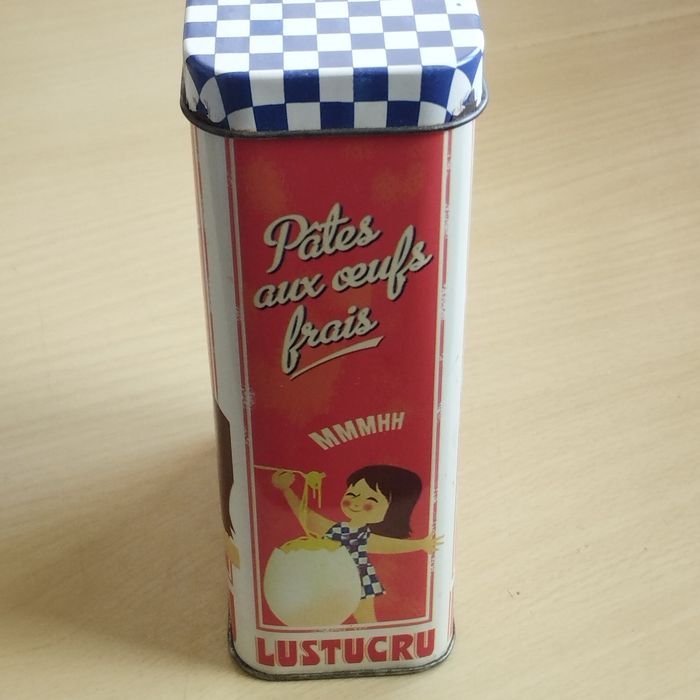 Pâtes
aux œufs
frais
MMMHH
LUSTUCRU